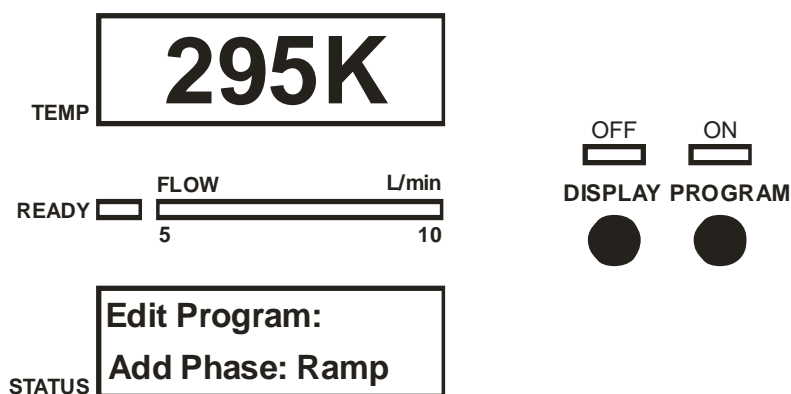 295K
TEMP
OFF ON
FLOW L/min
DISPLAY PROGRAM
READY
5 10
Edit Program:
Add Phase: Ramp
STATUS